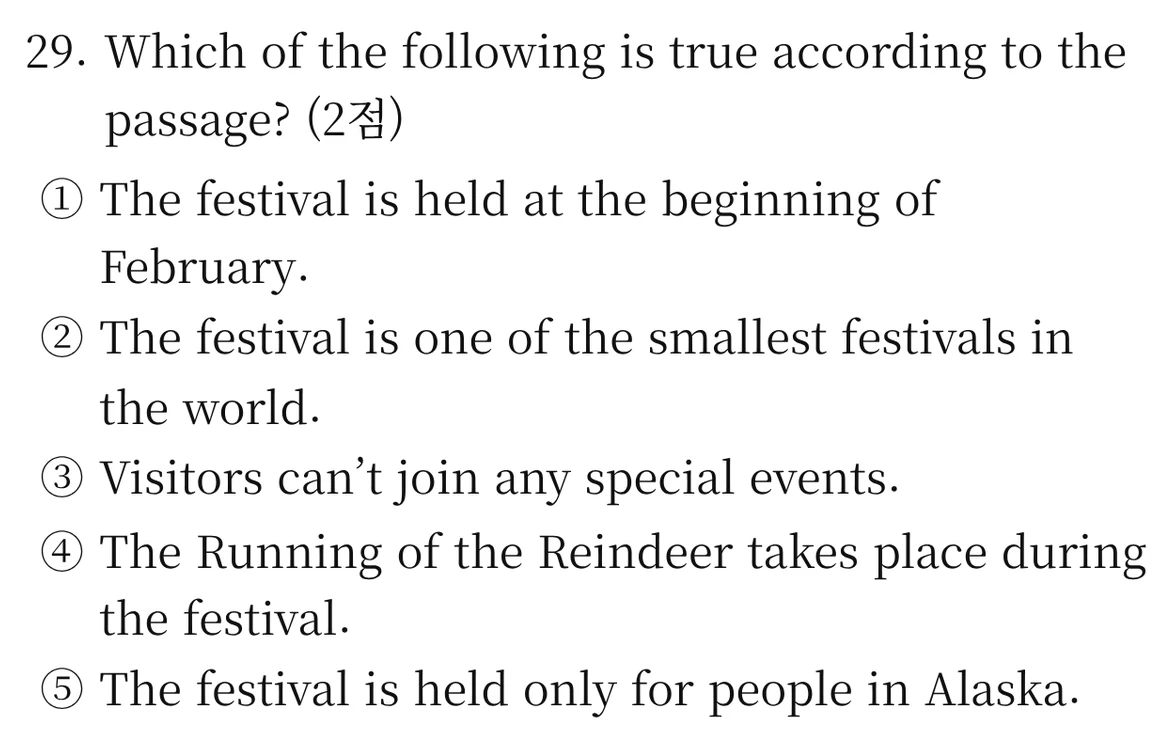 29. Which of the following is true according to the
passage? (2점)
① The festival is held at the beginning of
February.
② The festival is one of the smallest festivals in
the world.
③ Visitors can’t join any special events.
④ The Running of the Reindeer takes place during
the festival.
⑤ The festival is held only for people in Alaska.